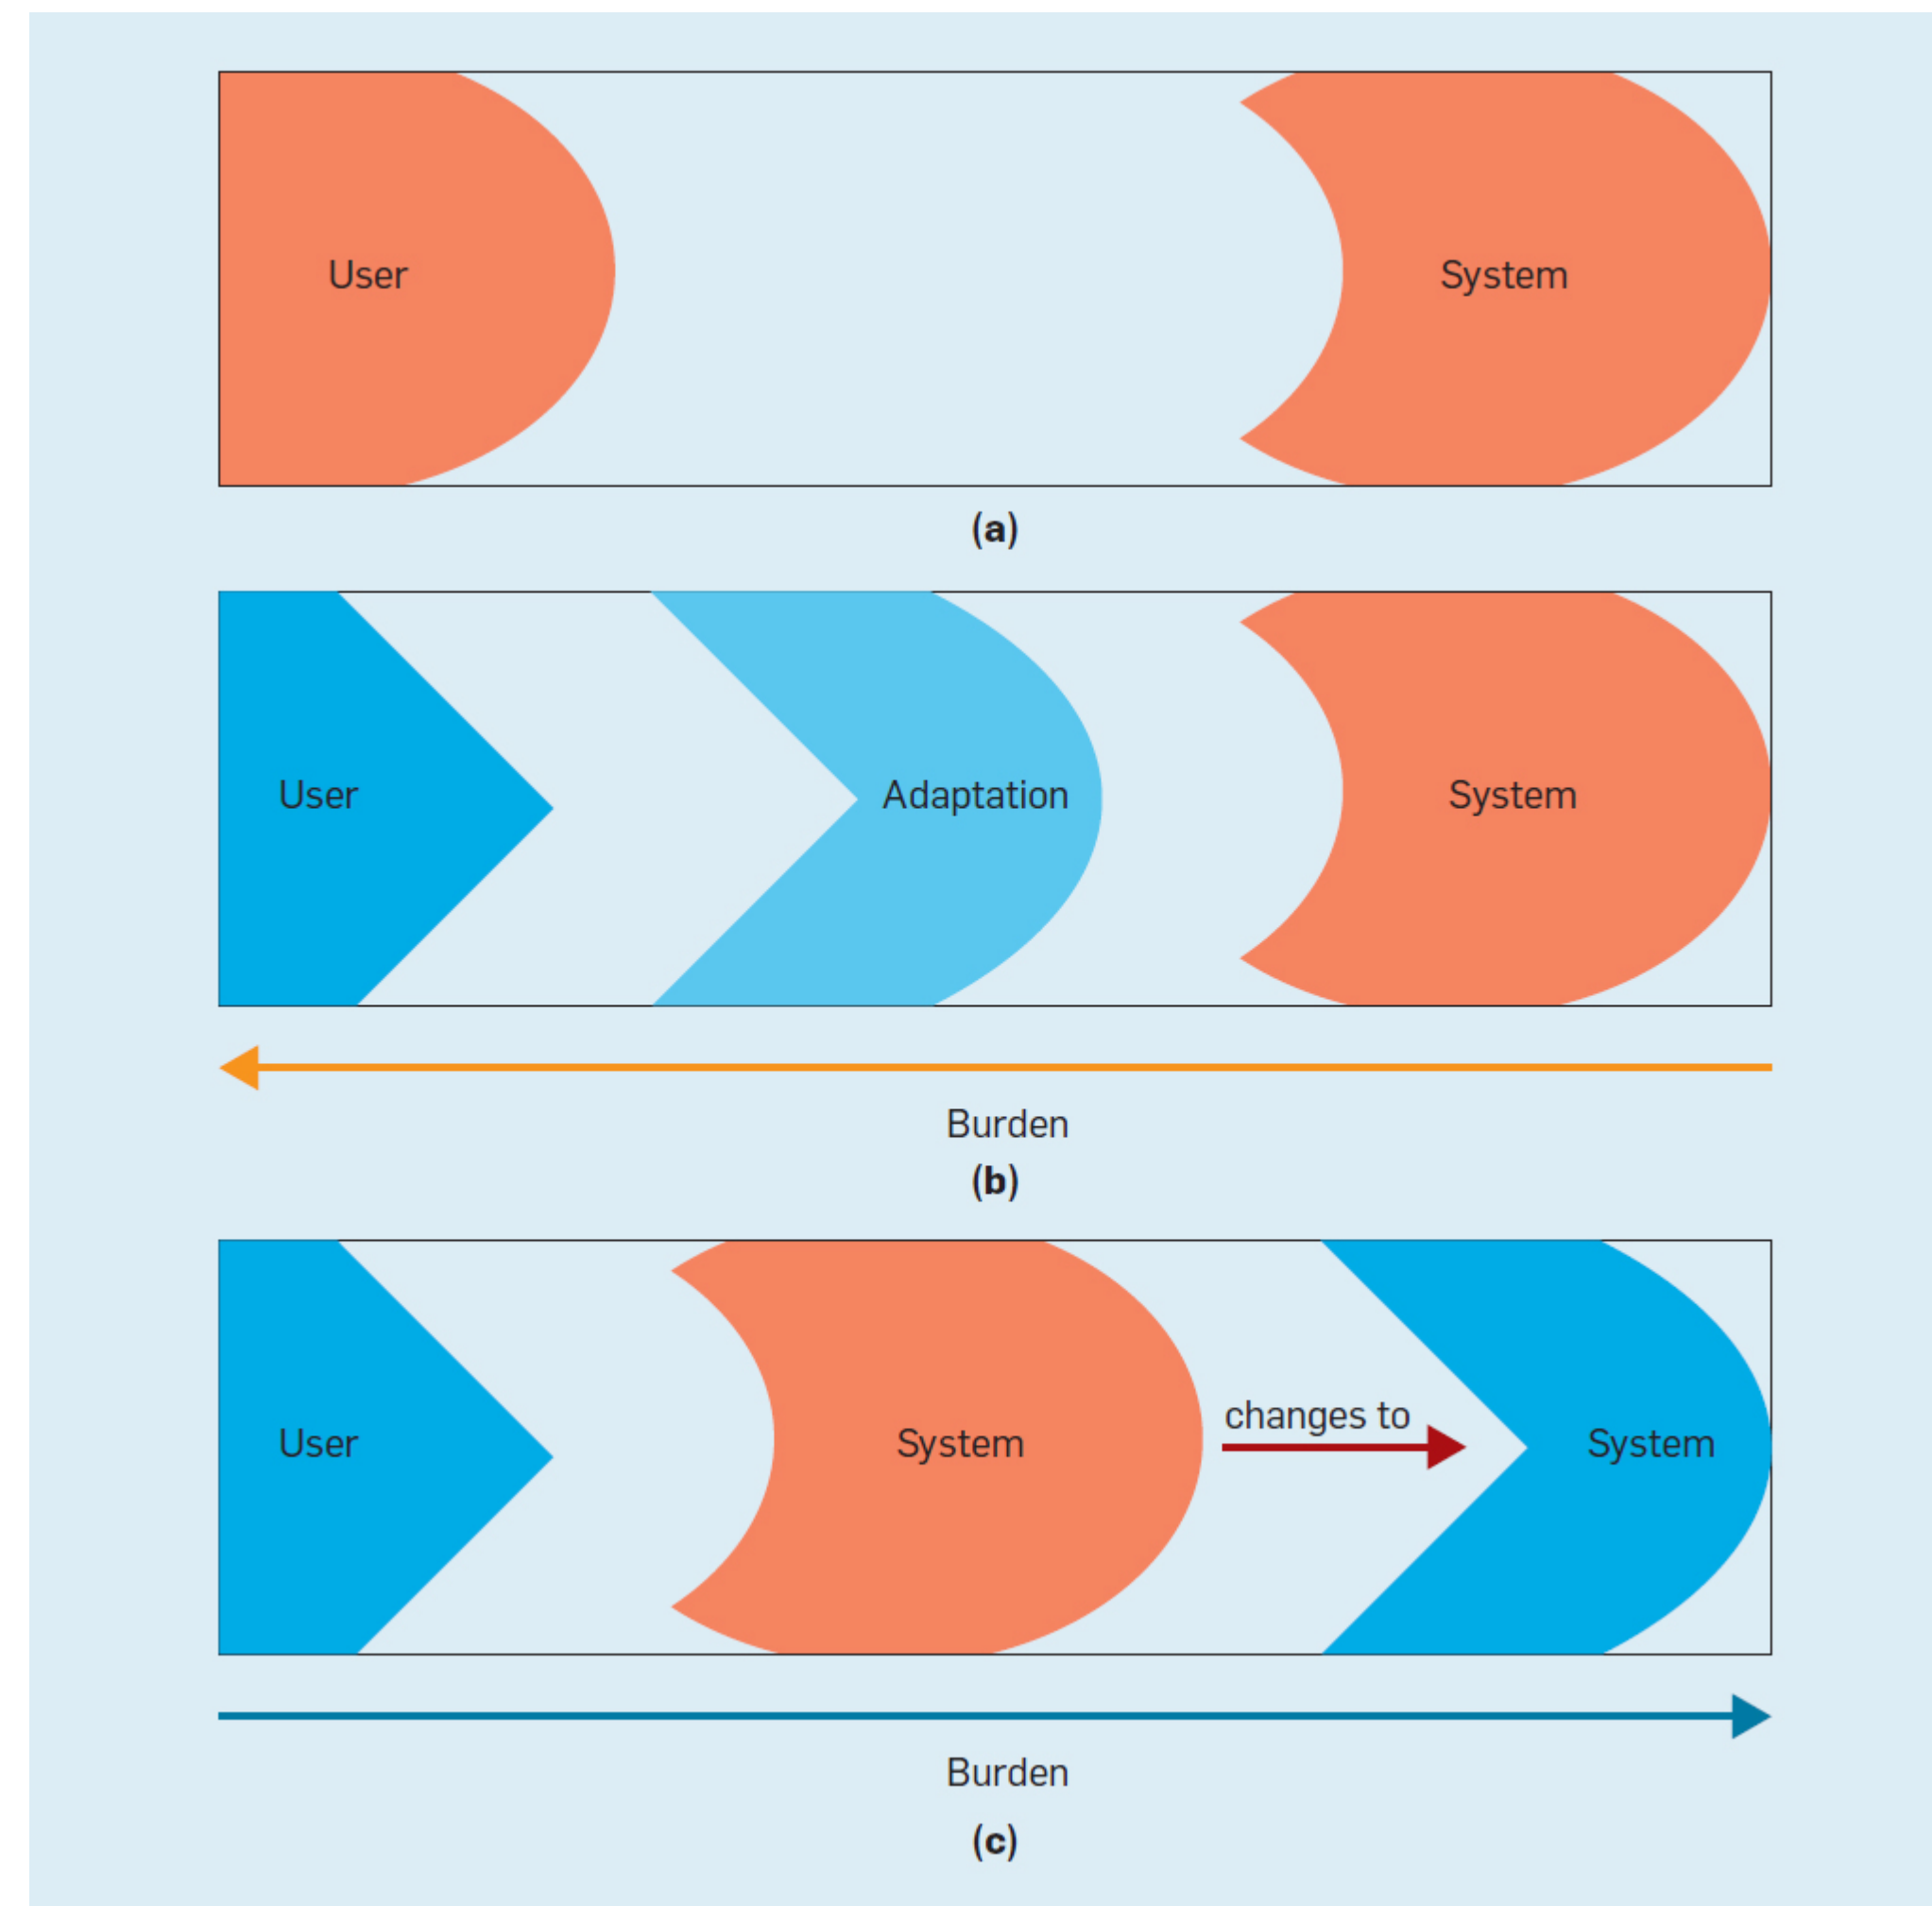 User
System
(a)
User
Adaptation
System
Burden
(b)
User
System
changes to
System
Burden
(c)